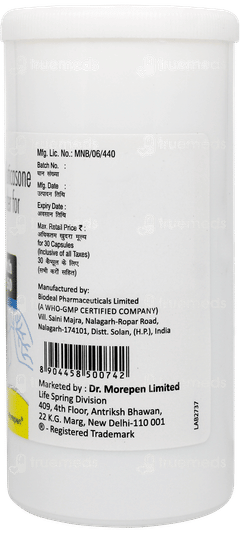 Mfg. Lic. No.: MNB/06/440
Batch No. :
घान संख्या
Mfg. Date :
उत्पादन तिथि
Expiry Date :
अवसान तिथि
Max. Retail Price ₹ :
अधिकतम खुदरा मूल्य
for 30 Capsules
(Inclusive of all Taxes)
30 कैप्सूल के लिए
(सभी करों सहित)
Manufactured by:
Biodeal Pharmaceuticals Limited
(A WHO-GMP CERTIFIED COMPANY)
Vill. Saini Majra, Nalagarh-Ropar Road,
Nalagarh-174101, Distt. Solan, (H.P.), India
8 904458 500742
Marketed by : Dr. Morepen Limited
Life Spring Division
409, 4th Floor, Antriksh Bhawan,
22 K.G. Marg, New Delhi-110 001
® - Registered Trademark
LAB2737